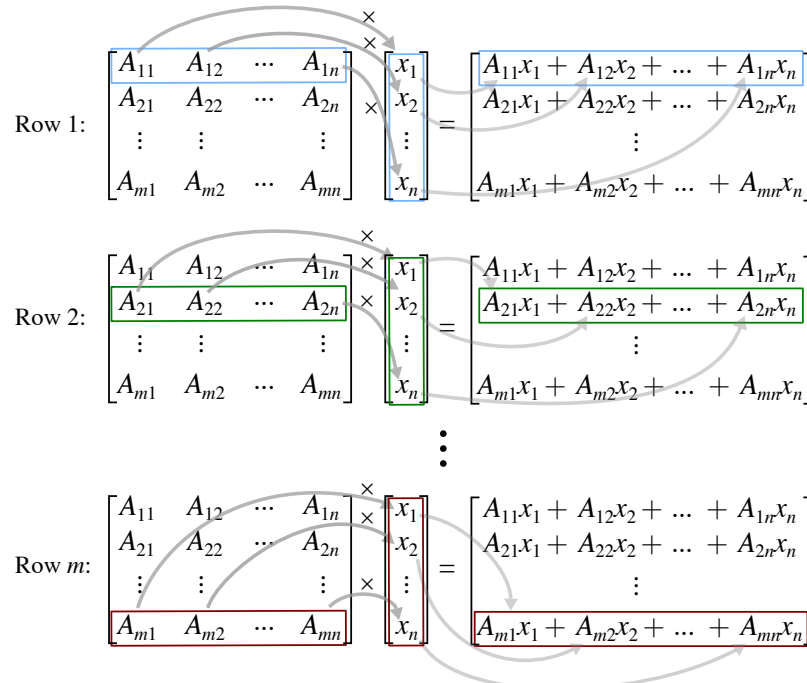 ×
×
A₁₁ A₁₂ ⋯ A₁ₙ x₁ A₁₁x₁ + A₁₂x₂ + ... + A₁ₙxₙ
Row 1: A₂₁ A₂₂ ⋯ A₂ₙ × x₂ = A₂₁x₁ + A₂₂x₂ + ... + A₂ₙxₙ
⋮ ⋮ ⋮ ⋮ ⋮
Aₘ₁ Aₘ₂ ⋯ Aₘₙ xₙ Aₘ₁x₁ + Aₘ₂x₂ + ... + Aₘₙxₙ
×
A₁₁ A₁₂ ⋯ A₁ₙ × x₁ A₁₁x₁ + A₁₂x₂ + ... + A₁ₙxₙ
Row 2: A₂₁ A₂₂ ⋯ A₂ₙ × x₂ = A₂₁x₁ + A₂₂x₂ + ... + A₂ₙxₙ
⋮ ⋮ ⋮ ⋮ ⋮
Aₘ₁ Aₘ₂ ⋯ Aₘₙ xₙ Aₘ₁x₁ + Aₘ₂x₂ + ... + Aₘₙxₙ
⋮
×
A₁₁ A₁₂ ⋯ A₁ₙ × x₁ A₁₁x₁ + A₁₂x₂ + ... + A₁ₙxₙ
A₂₁ A₂₂ ⋯ A₂ₙ x₂ A₂₁x₁ + A₂₂x₂ + ... + A₂ₙxₙ
Row m: ⋮ ⋮ ⋮ × ⋮ = ⋮
Aₘ₁ Aₘ₂ ⋯ Aₘₙ xₙ Aₘ₁x₁ + Aₘ₂x₂ + ... + Aₘₙxₙ